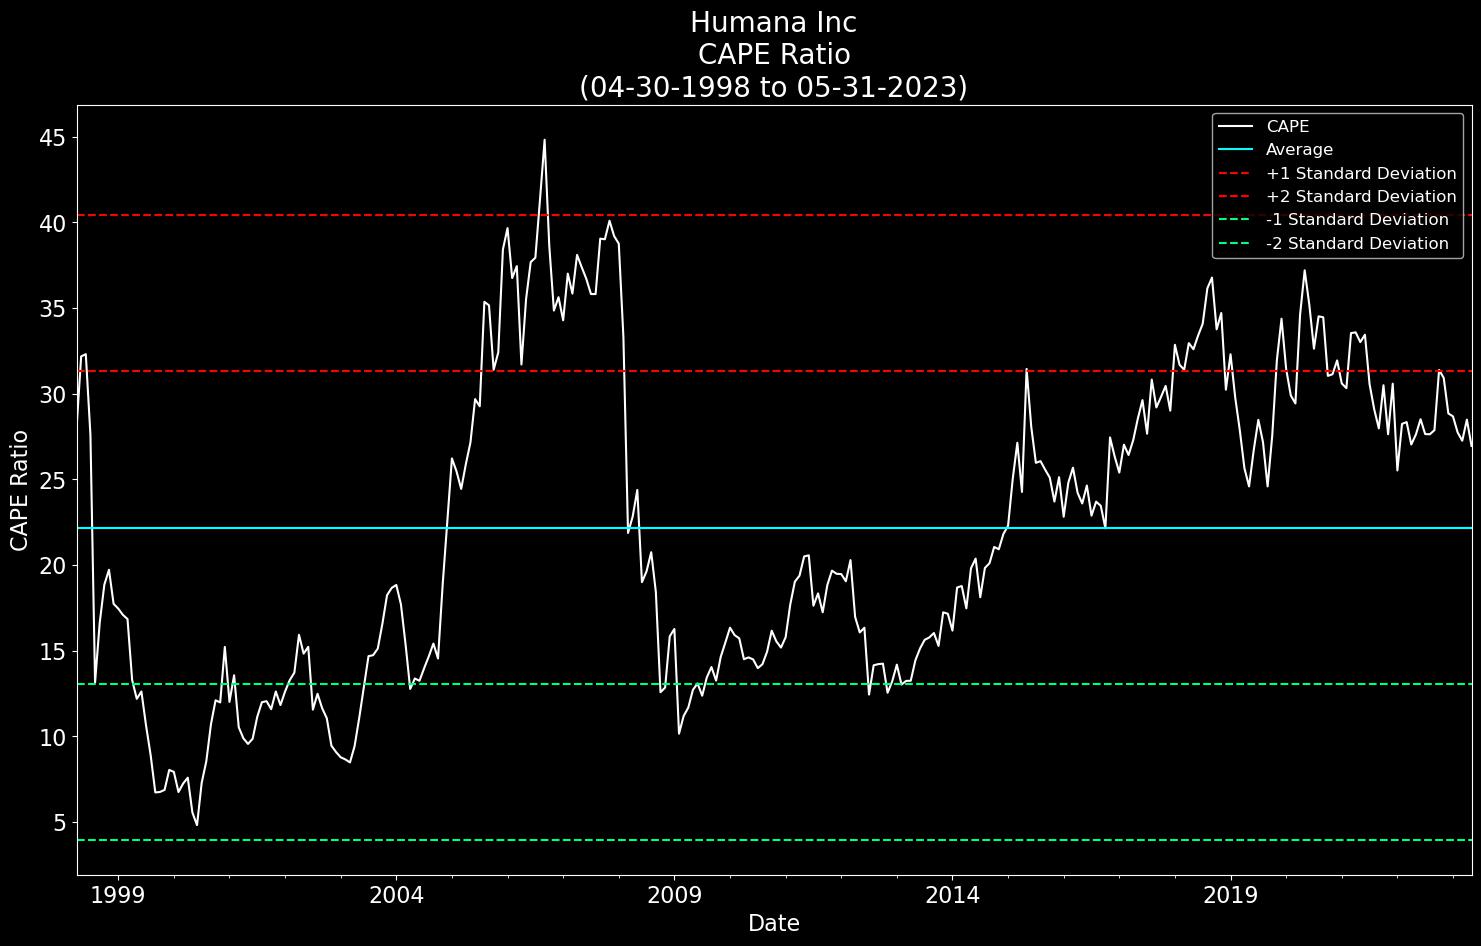 Humana Inc
CAPE Ratio
(04-30-1998 to 05-31-2023)
CAPE
Average
+1 Standard Deviation
+2 Standard Deviation
-1 Standard Deviation
-2 Standard Deviation
CAPE Ratio
45
40
35
30
25
20
15
10
5
1999 2004 2009 2014 2019
Date